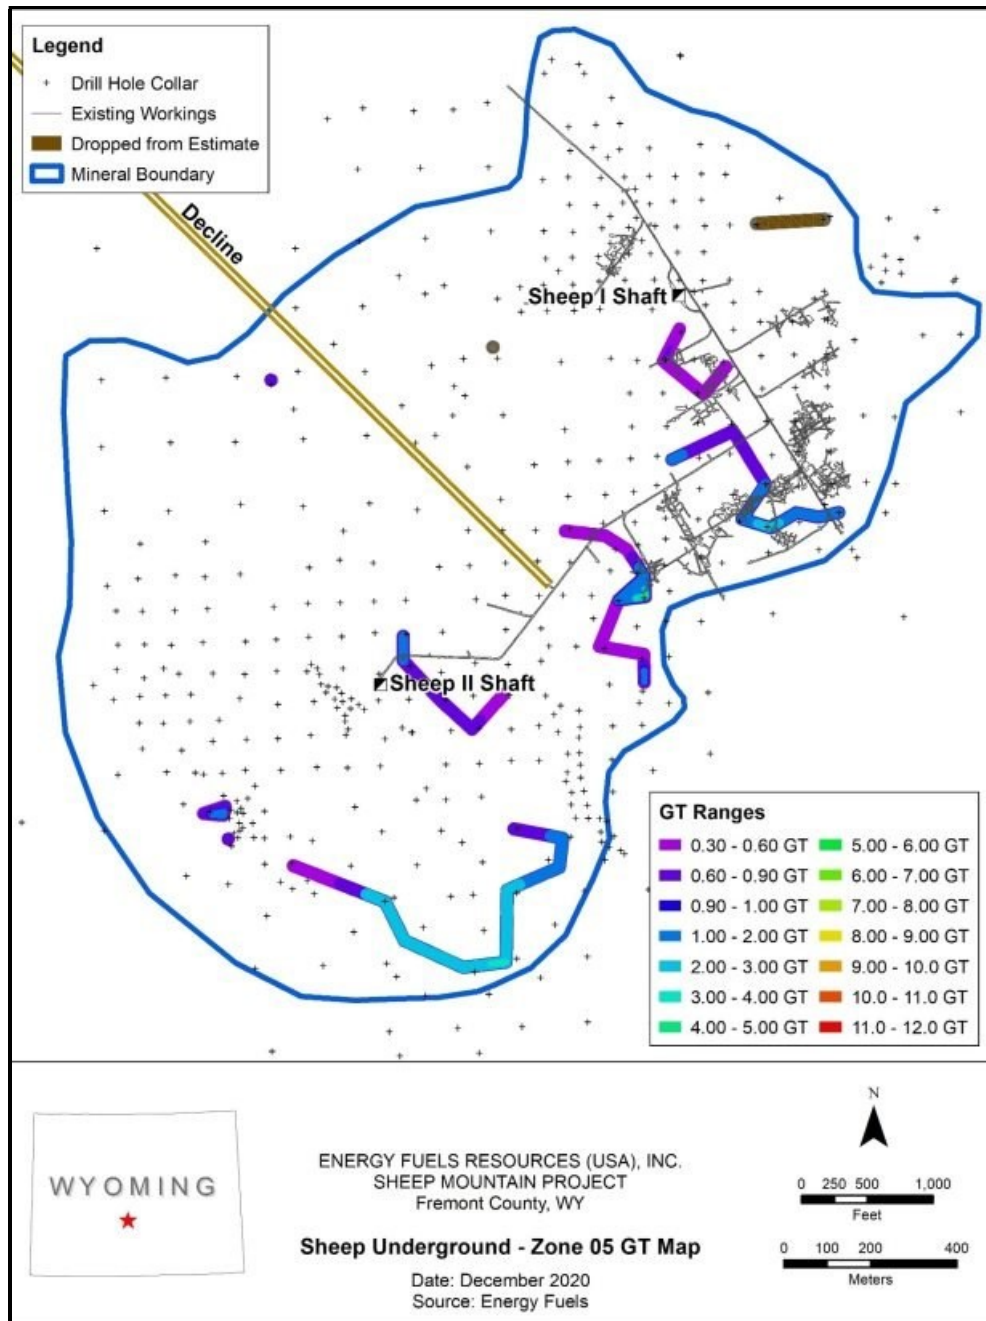 Legend
Drill Hole Collar
Existing Workings
Dropped from Estimate
Mineral Boundary
Decline
Sheep I Shaft
Sheep II Shaft
GT Ranges
0.30 - 0.60 GT
0.60 - 0.90 GT
0.90 - 1.00 GT
1.00 - 2.00 GT
2.00 - 3.00 GT
3.00 - 4.00 GT
4.00 - 5.00 GT
5.00 - 6.00 GT
6.00 - 7.00 GT
7.00 - 8.00 GT
8.00 - 9.00 GT
9.00 - 10.0 GT
10.0 - 11.0 GT
11.0 - 12.0 GT
WYOMING
ENERGY FUELS RESOURCES (USA), INC.
SHEEP MOUNTAIN PROJECT
Fremont County, WY
Sheep Underground - Zone 05 GT Map
Date: December 2020
Source: Energy Fuels
N
0 250 500 1,000
Feet
0 100 200 400
Meters